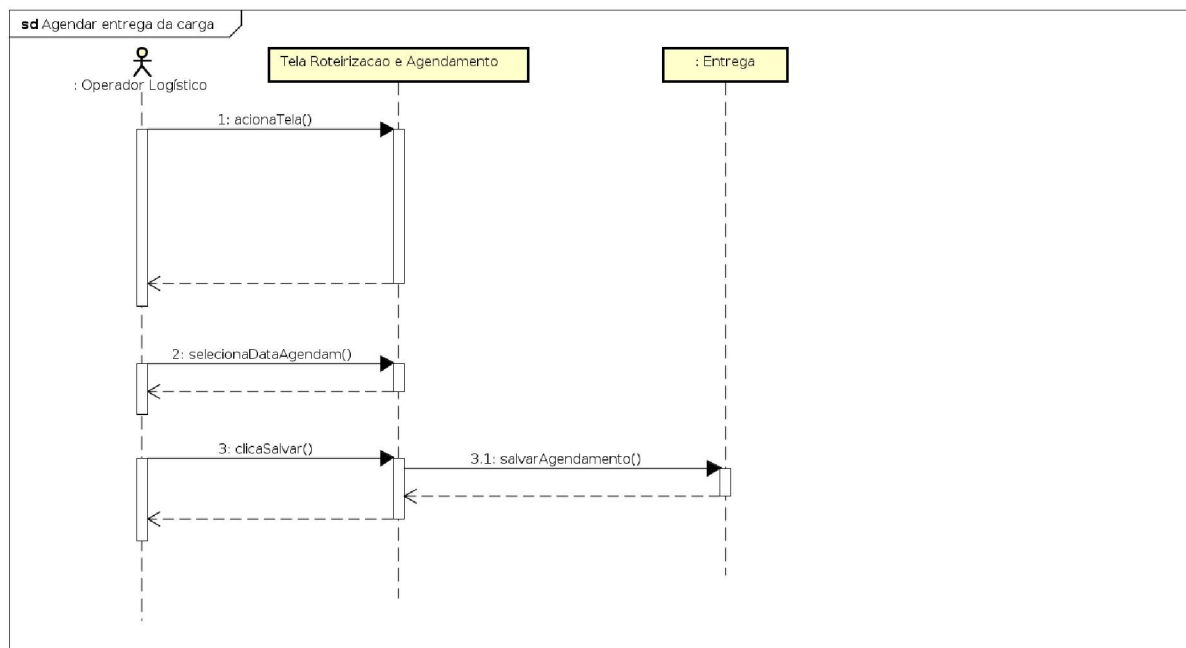 sd Agendar entrega da carga
: Operador Logístico
Tela Roteirizacao e Agendamento
: Entrega
1: acionaTela()
2: selecionaDataAgendam()
3: clicaSalvar()
3.1: salvarAgendamento()